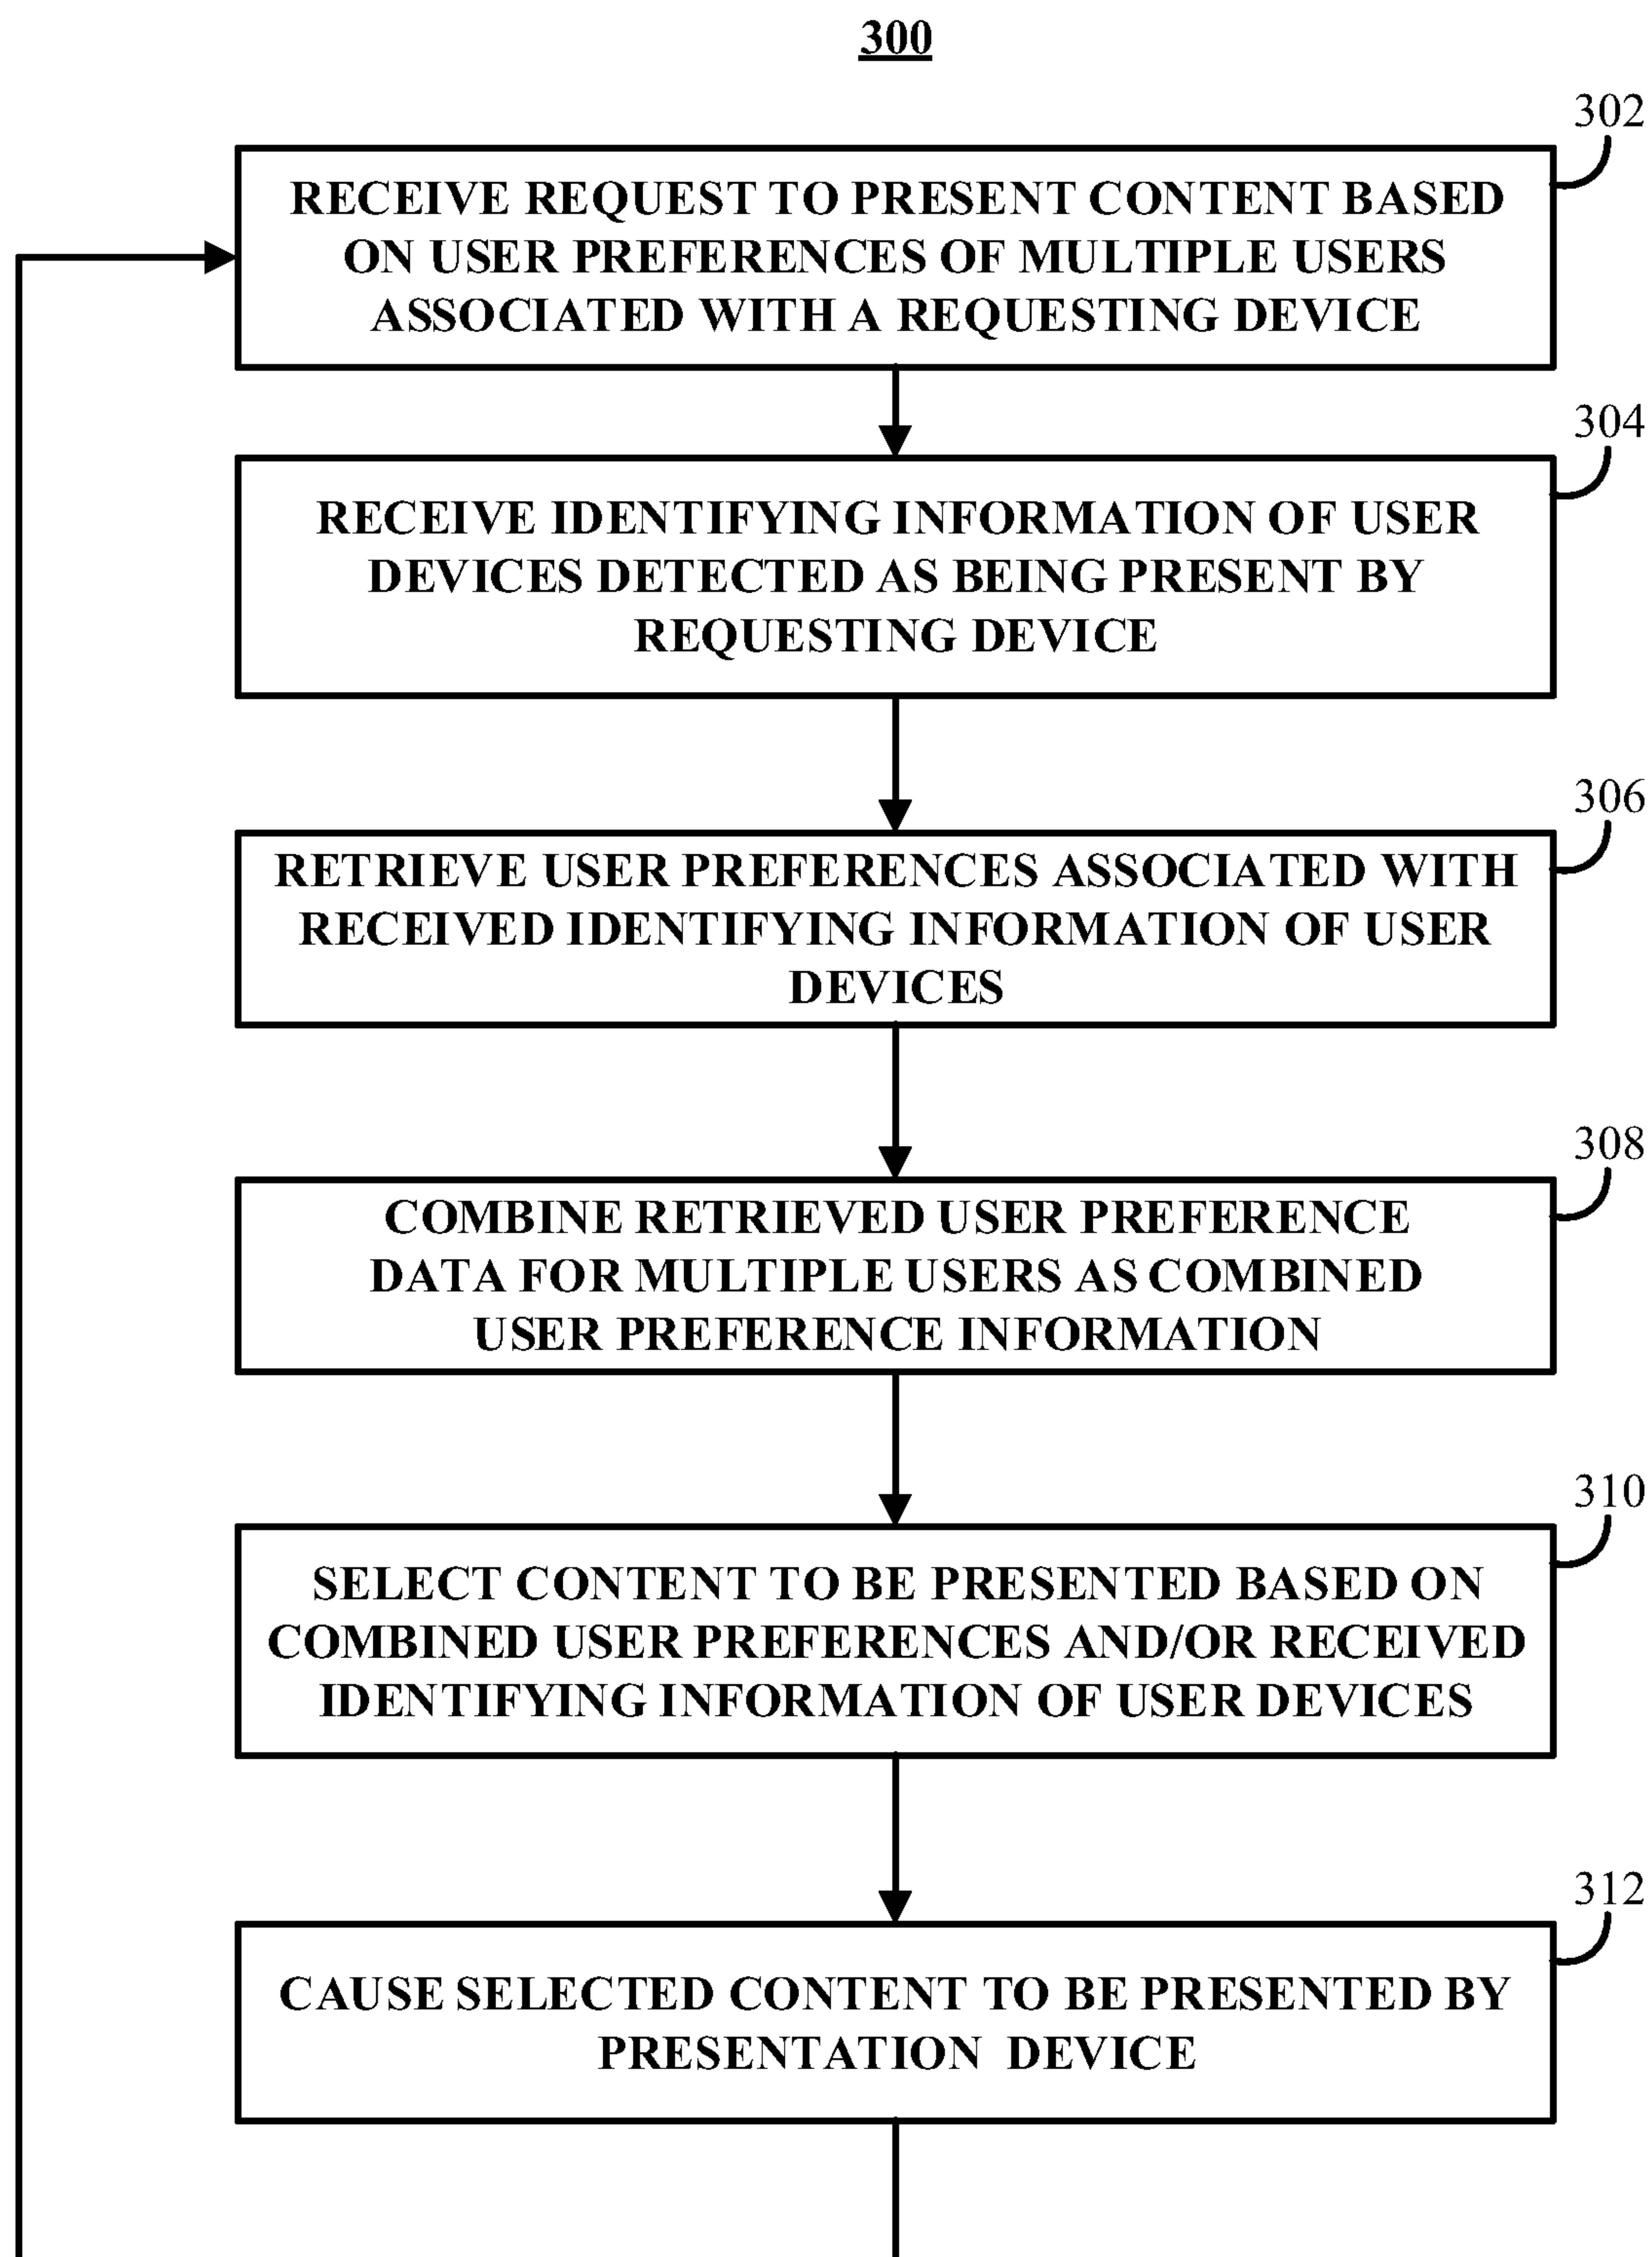 300
302
RECEIVE REQUEST TO PRESENT CONTENT BASED
ON USER PREFERENCES OF MULTIPLE USERS
ASSOCIATED WITH A REQUESTING DEVICE
304
RECEIVE IDENTIFYING INFORMATION OF USER
DEVICES DETECTED AS BEING PRESENT BY
REQUESTING DEVICE
306
RETRIEVE USER PREFERENCES ASSOCIATED WITH
RECEIVED IDENTIFYING INFORMATION OF USER
DEVICES
308
COMBINE RETRIEVED USER PREFERENCE
DATA FOR MULTIPLE USERS AS COMBINED
USER PREFERENCE INFORMATION
310
SELECT CONTENT TO BE PRESENTED BASED ON
COMBINED USER PREFERENCES AND/OR RECEIVED
IDENTIFYING INFORMATION OF USER DEVICES
312
CAUSE SELECTED CONTENT TO BE PRESENTED BY
PRESENTATION DEVICE